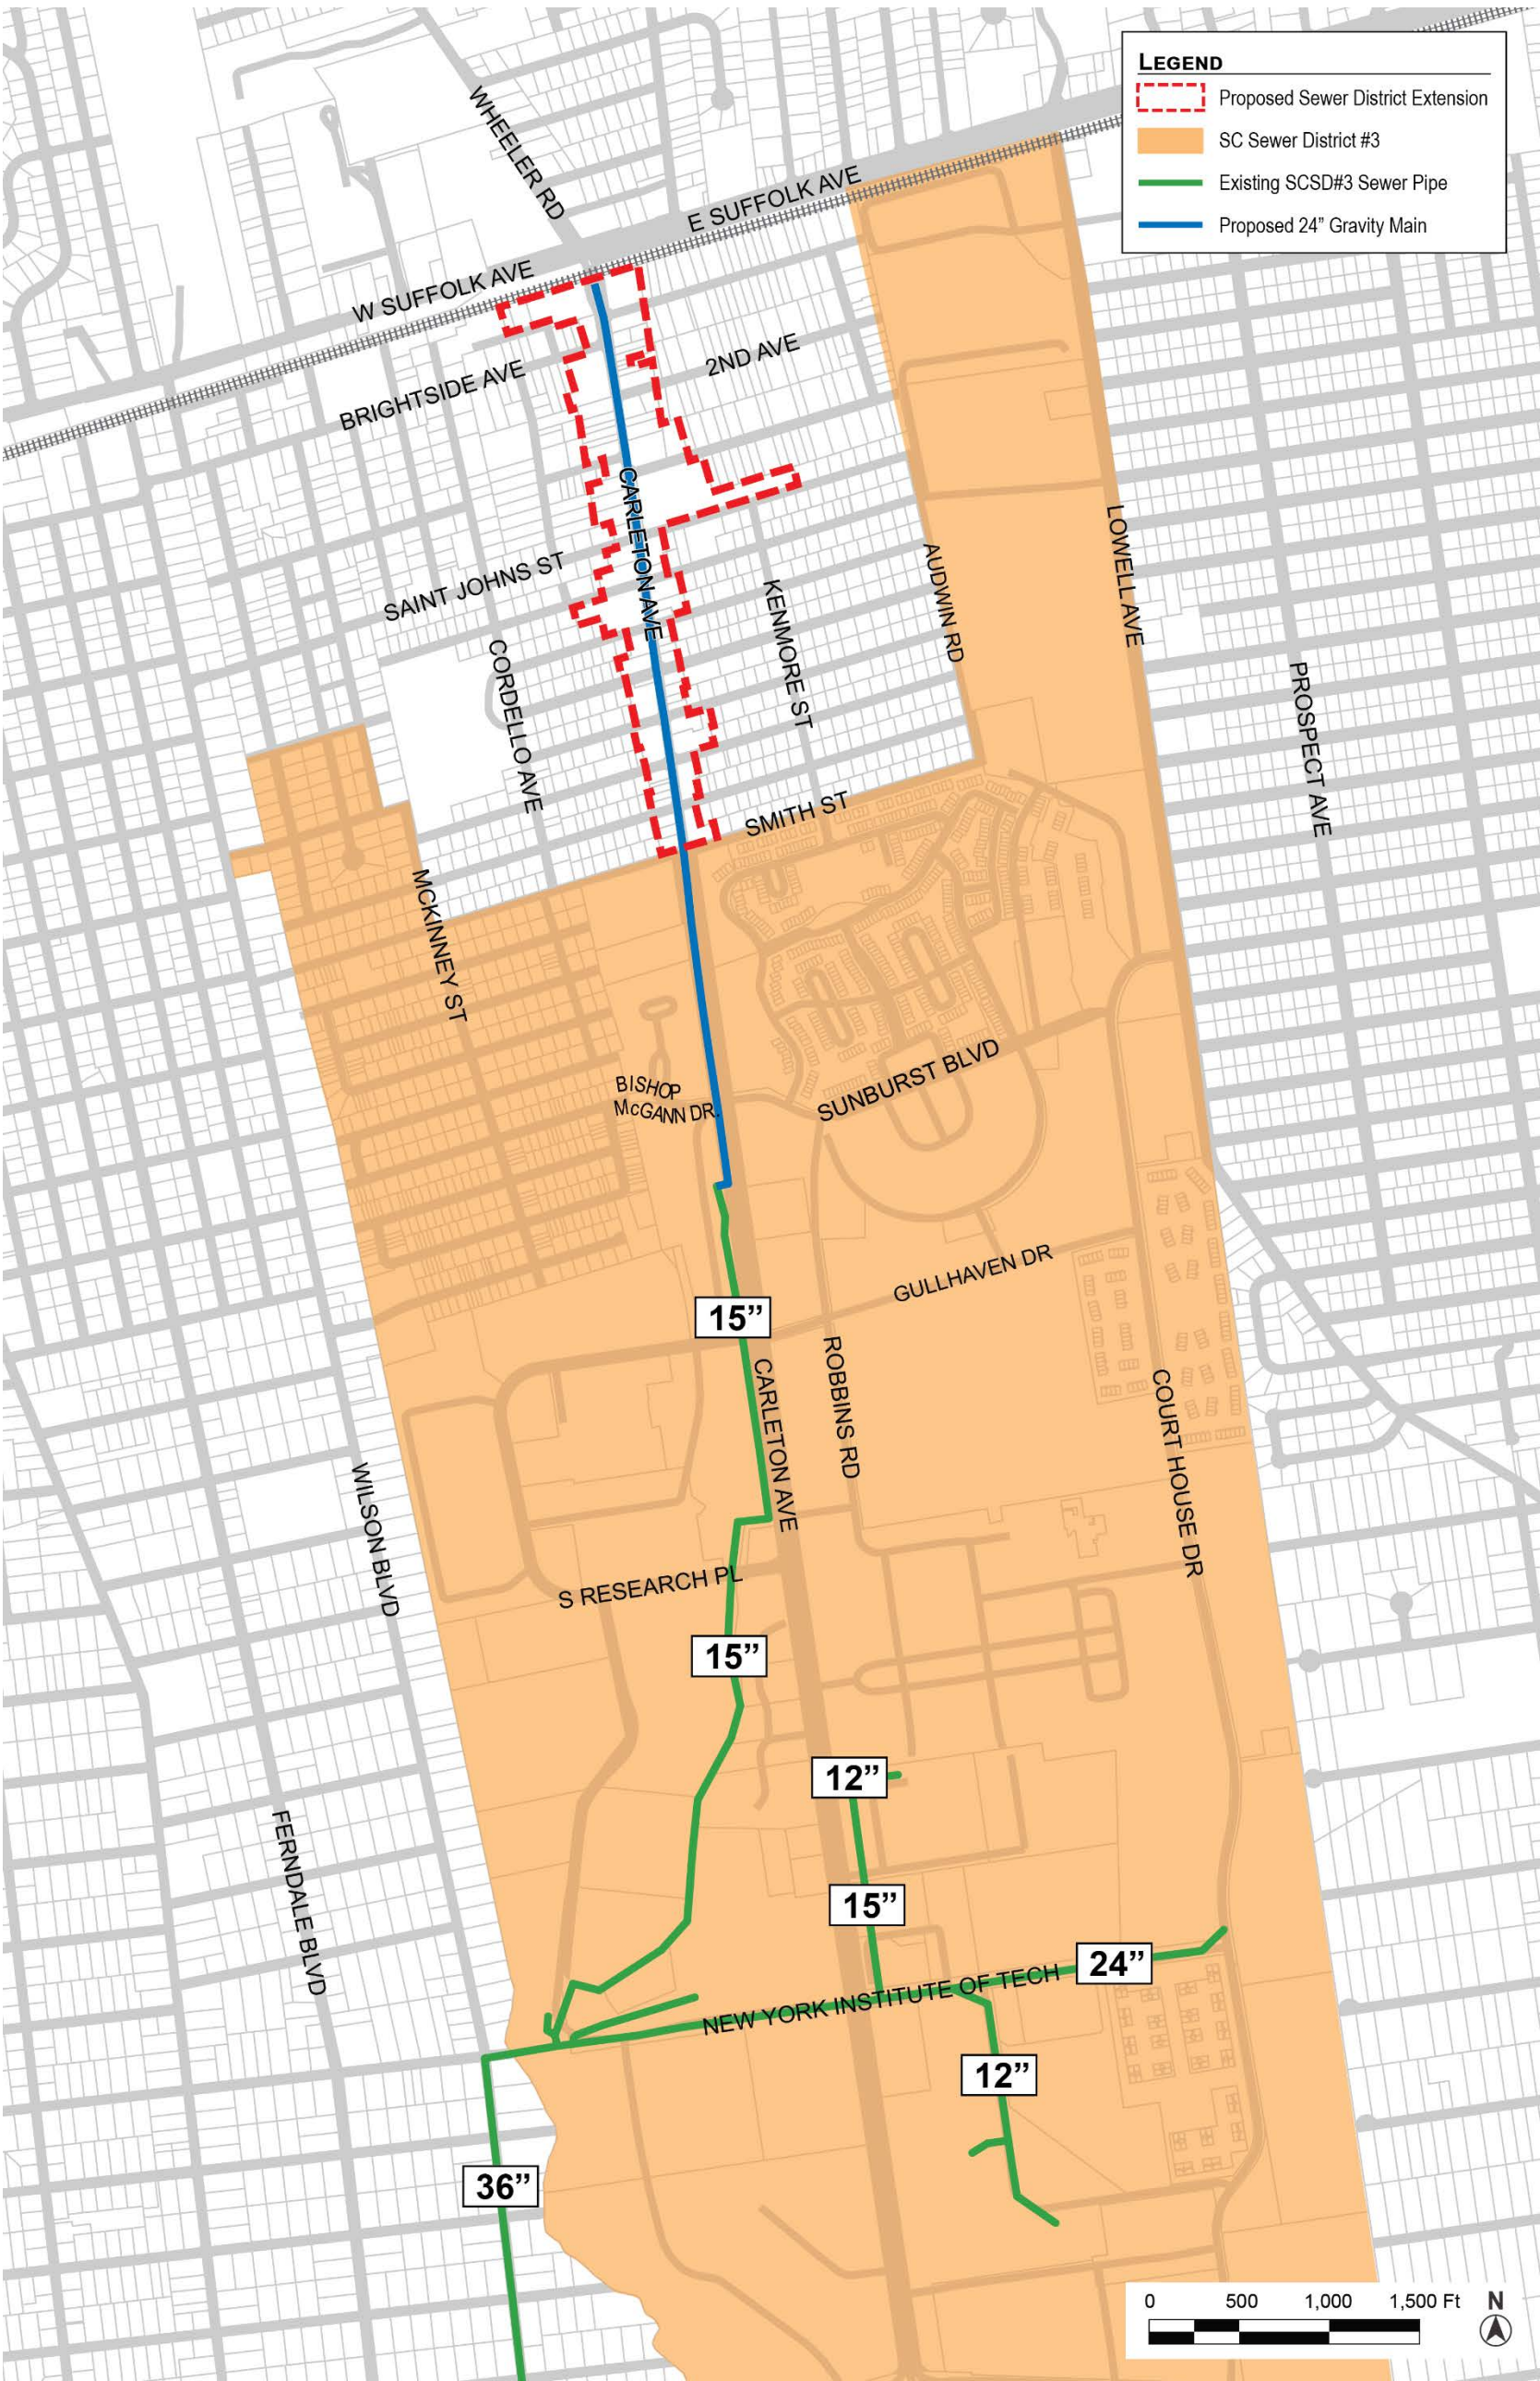 LEGEND
Proposed Sewer District Extension
SC Sewer District #3
Existing SCSD#3 Sewer Pipe
Proposed 24” Gravity Main
WHEELER RD
E SUFFOLK AVE
W SUFFOLK AVE
2ND AVE
BRIGHTSIDE AVE
CARLETON AVE
SAINT JOHNS ST
LOWELL AVE
AUDWIN RD
KENMORE ST
CORDELLO AVE
PROSPECT AVE
SMITH ST
MCKINNEY ST
BISHOP
McGANN DR.
SUNBURST BLVD
GULLHAVEN DR
15”
CARLETON AVE
ROBBINS RD
COURT HOUSE DR
WILSON BLVD
S RESEARCH PL
15”
12”
FERNDALE BLVD
15”
24”
NEW YORK INSTITUTE OF TECH
12”
36”
0 500 1,000 1,500 Ft
N